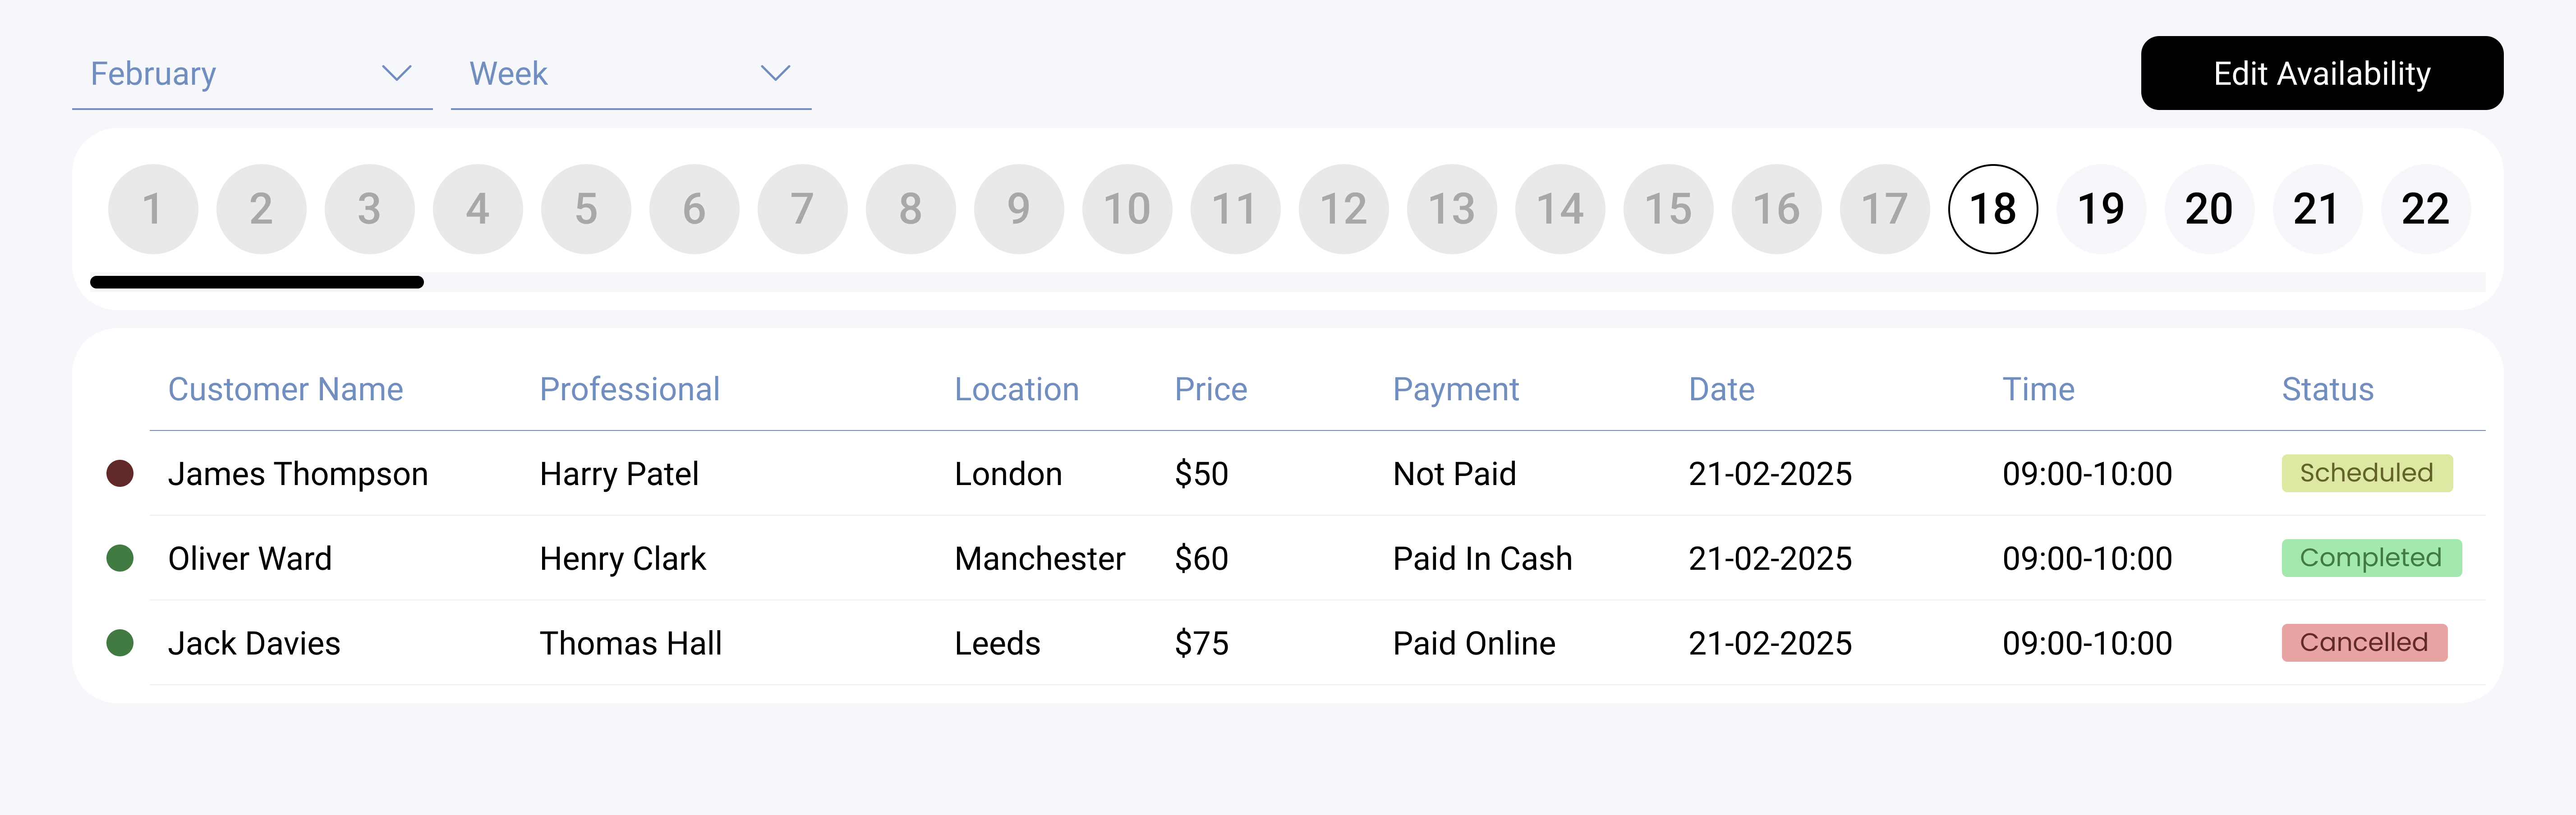 February Week Edit Availability
1 2 3 4 5 6 7 8 9 10 11 12 13 14 15 16 17 18 19 20 21 22
Customer Name Professional Location Price Payment Date Time Status
James Thompson Harry Patel London $50 Not Paid 21-02-2025 09:00-10:00 Scheduled
Oliver Ward Henry Clark Manchester $60 Paid In Cash 21-02-2025 09:00-10:00 Completed
Jack Davies Thomas Hall Leeds $75 Paid Online 21-02-2025 09:00-10:00 Cancelled